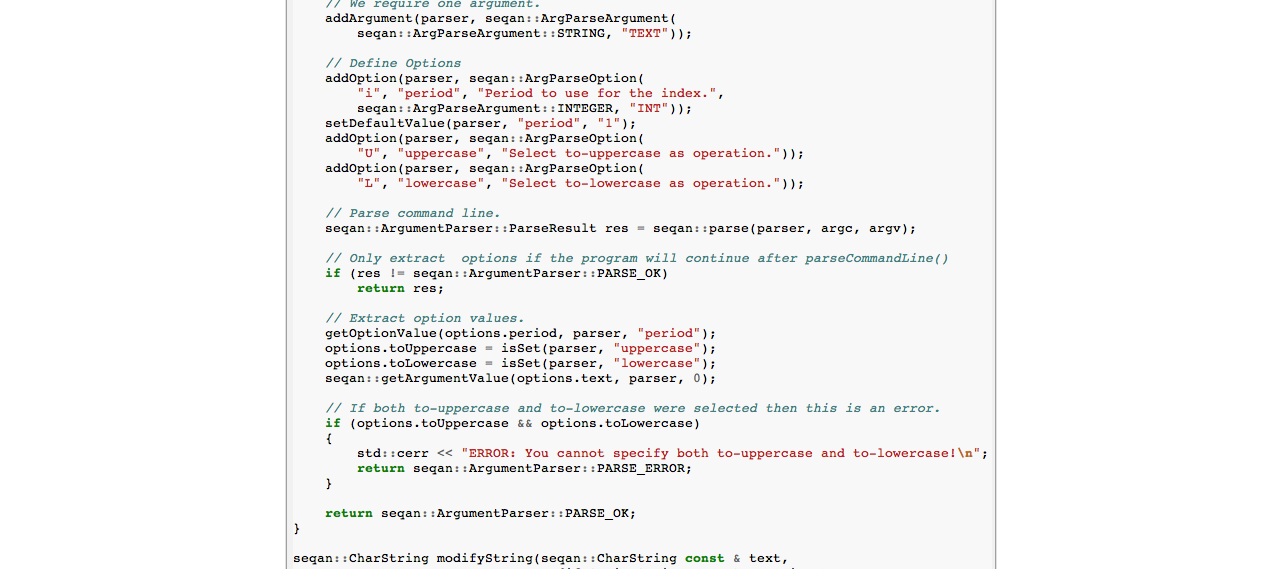 // We require one argument.
addArgument(parser, seqan::ArgParseArgument(
seqan::ArgParseArgument::STRING, "TEXT"));
// Define Options
addOption(parser, seqan::ArgParseOption(
"i", "period", "Period to use for the index.",
seqan::ArgParseArgument::INTEGER, "INT"));
setDefaultValue(parser, "period", "1");
addOption(parser, seqan::ArgParseOption(
"U", "uppercase", "Select to-uppercase as operation."));
addOption(parser, seqan::ArgParseOption(
"L", "lowercase", "Select to-lowercase as operation."));
// Parse command line.
seqan::ArgumentParser::ParseResult res = seqan::parse(parser, argc, argv);
// Only extract  options if the program will continue after parseCommandLine()
if (res != seqan::ArgumentParser::PARSE_OK)
return res;
// Extract option values.
getOptionValue(options.period, parser, "period");
options.toUppercase = isSet(parser, "uppercase");
options.toLowercase = isSet(parser, "lowercase");
seqan::getArgumentValue(options.text, parser, 0);
// If both to-uppercase and to-lowercase were selected then this is an error.
if (options.toUppercase && options.toLowercase)
{
std::cerr << "ERROR: You cannot specify both to-uppercase and to-lowercase!\n";
return seqan::ArgumentParser::PARSE_ERROR;
}
return seqan::ArgumentParser::PARSE_OK;
}
seqan::CharString modifyString(seqan::CharString const & text,